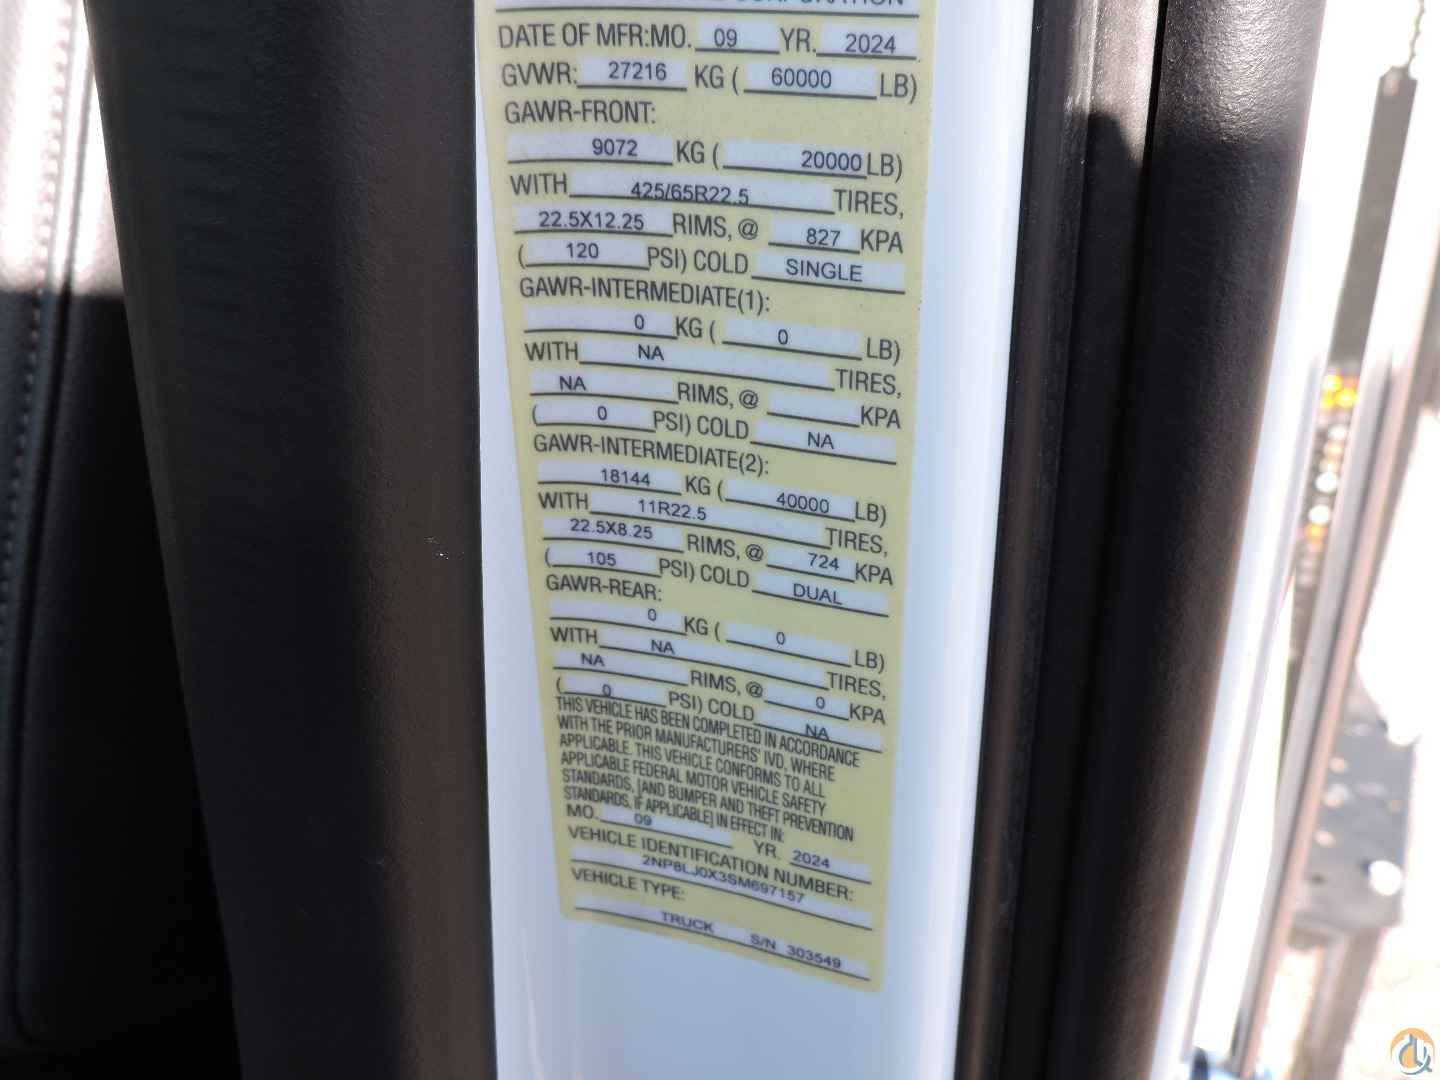 CORPORATION
DATE OF MFR:MO. 09 YR. 2024
GVWR: 27216 KG ( 60000 LB)
GAWR-FRONT:
9072 KG ( 20000 LB)
WITH 425/65R22.5 TIRES,
22.5X12.25 RIMS, @ 827 KPA
( 120 PSI) COLD SINGLE
GAWR-INTERMEDIATE(1):
0 KG ( 0 LB)
WITH NA TIRES,
NA RIMS, @ KPA
( 0 PSI) COLD NA
GAWR-INTERMEDIATE(2):
18144 KG ( 40000 LB)
WITH 11R22.5 TIRES,
22.5X8.25 RIMS, @ 724 KPA
( 105 PSI) COLD DUAL
GAWR-REAR:
0 KG ( 0 LB)
WITH NA TIRES,
NA RIMS, @ 0 KPA
( 0 PSI) COLD NA
THIS VEHICLE HAS BEEN COMPLETED IN ACCORDANCE
WITH THE PRIOR MANUFACTURERS' IVD, WHERE
APPLICABLE. THIS VEHICLE CONFORMS TO ALL
APPLICABLE FEDERAL MOTOR VEHICLE SAFETY
STANDARDS, [AND BUMPER AND THEFT PREVENTION
STANDARDS, IF APPLICABLE] IN EFFECT IN:
MO. 09 YR. 2024
VEHICLE IDENTIFICATION NUMBER:
2NP8LJ0X3SM697157
VEHICLE TYPE:
TRUCK S/N 303549